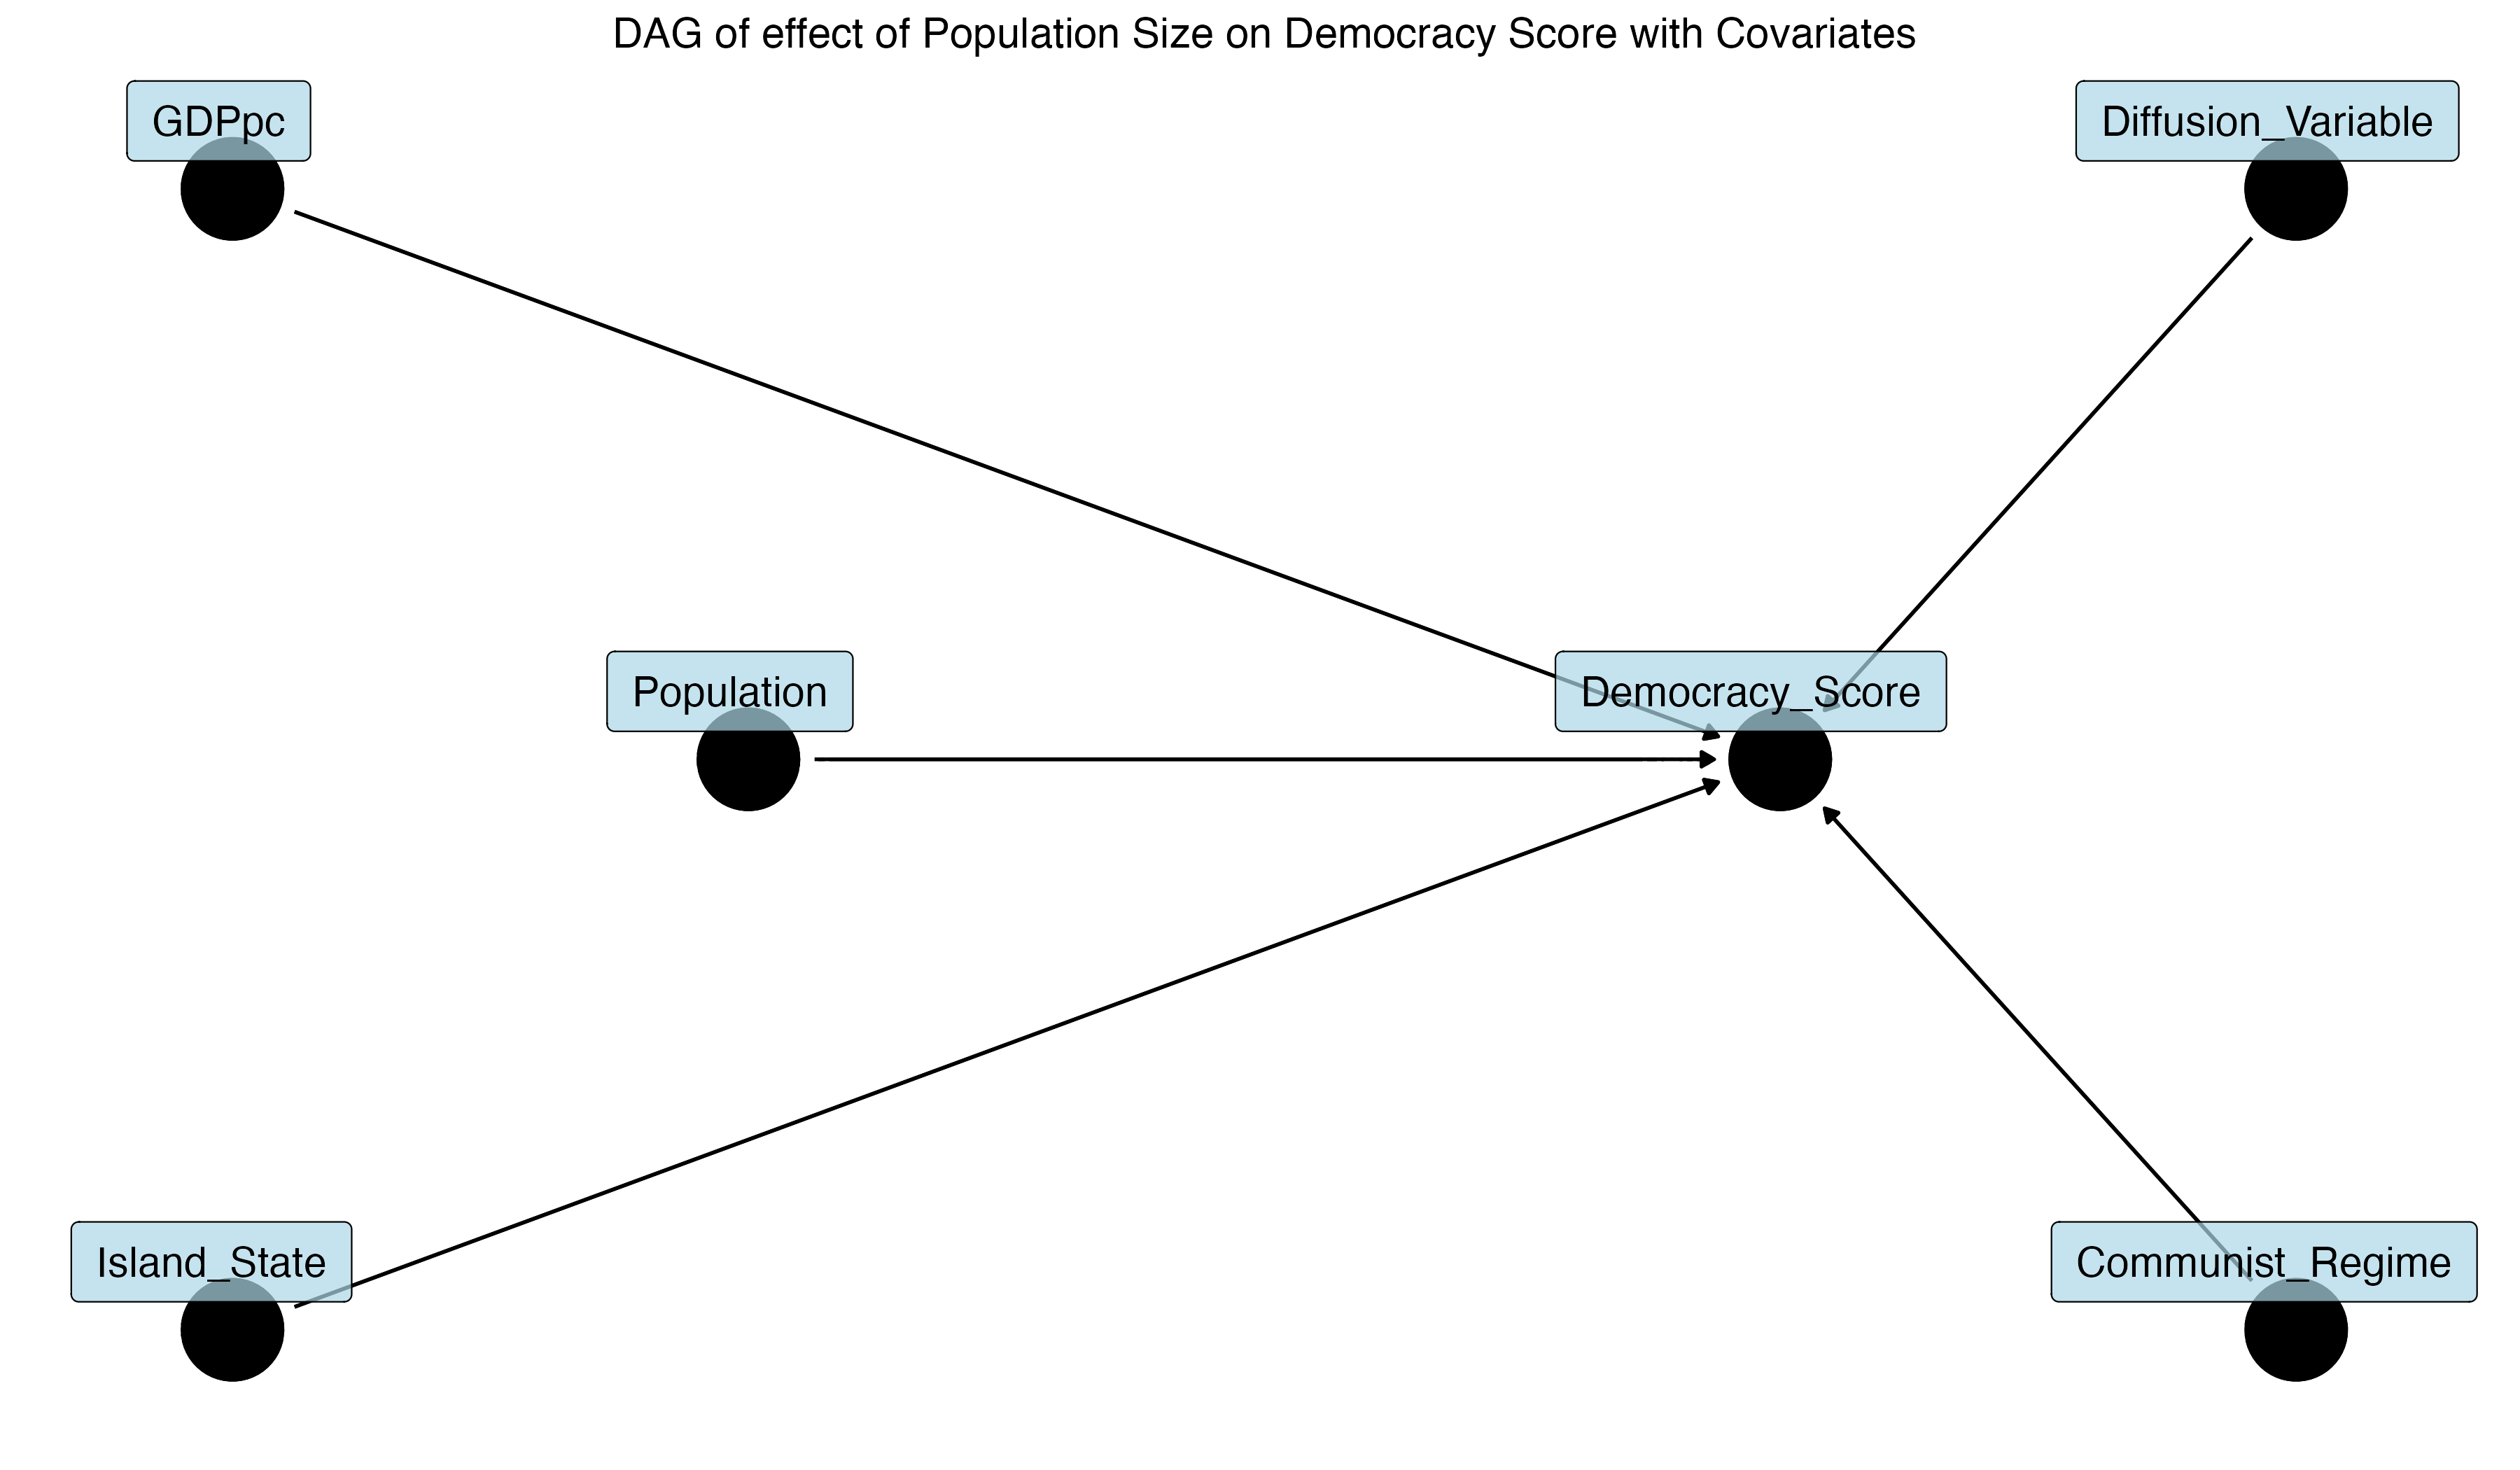 DAG of effect of Population Size on Democracy Score with Covariates
GDPpc
Diffusion_Variable
Population
Democracy_Score
Island_State
Communist_Regime